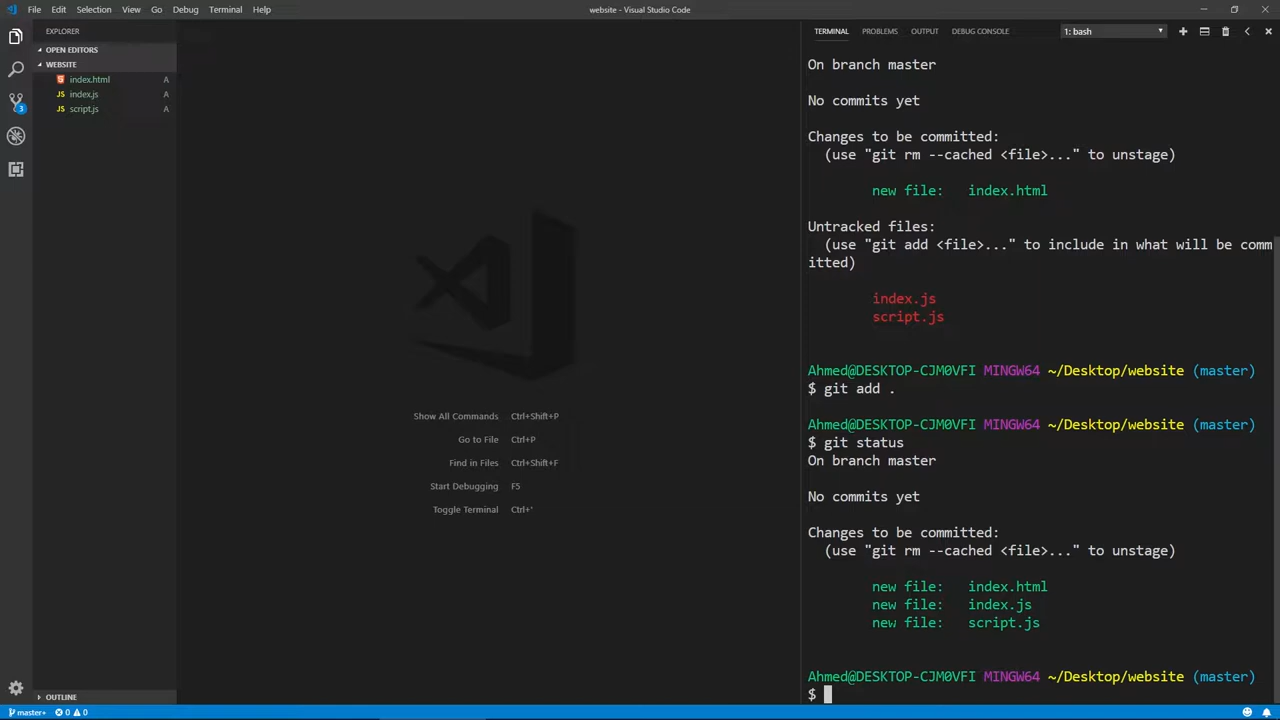 File Edit Selection View Go Debug Terminal Help
website - Visual Studio Code
EXPLORER
OPEN EDITORS
WEBSITE
index.html A
JS index.js A
JS script.js A
3
Show All Commands Ctrl+Shift+P
Go to File Ctrl+P
Find in Files Ctrl+Shift+F
Start Debugging F5
Toggle Terminal Ctrl+'
OUTLINE
TERMINAL PROBLEMS OUTPUT DEBUG CONSOLE 1: bash
On branch master
No commits yet
Changes to be committed:
(use "git rm --cached <file>..." to unstage)
new file: index.html
Untracked files:
(use "git add <file>..." to include in what will be comm
itted)
index.js
script.js
Ahmed@DESKTOP-CJM0VFI MINGW64 ~/Desktop/website (master)
$ git add .
Ahmed@DESKTOP-CJM0VFI MINGW64 ~/Desktop/website (master)
$ git status
On branch master
No commits yet
Changes to be committed:
(use "git rm --cached <file>..." to unstage)
new file: index.html
new file: index.js
new file: script.js
Ahmed@DESKTOP-CJM0VFI MINGW64 ~/Desktop/website (master)
$
master+ 0 0